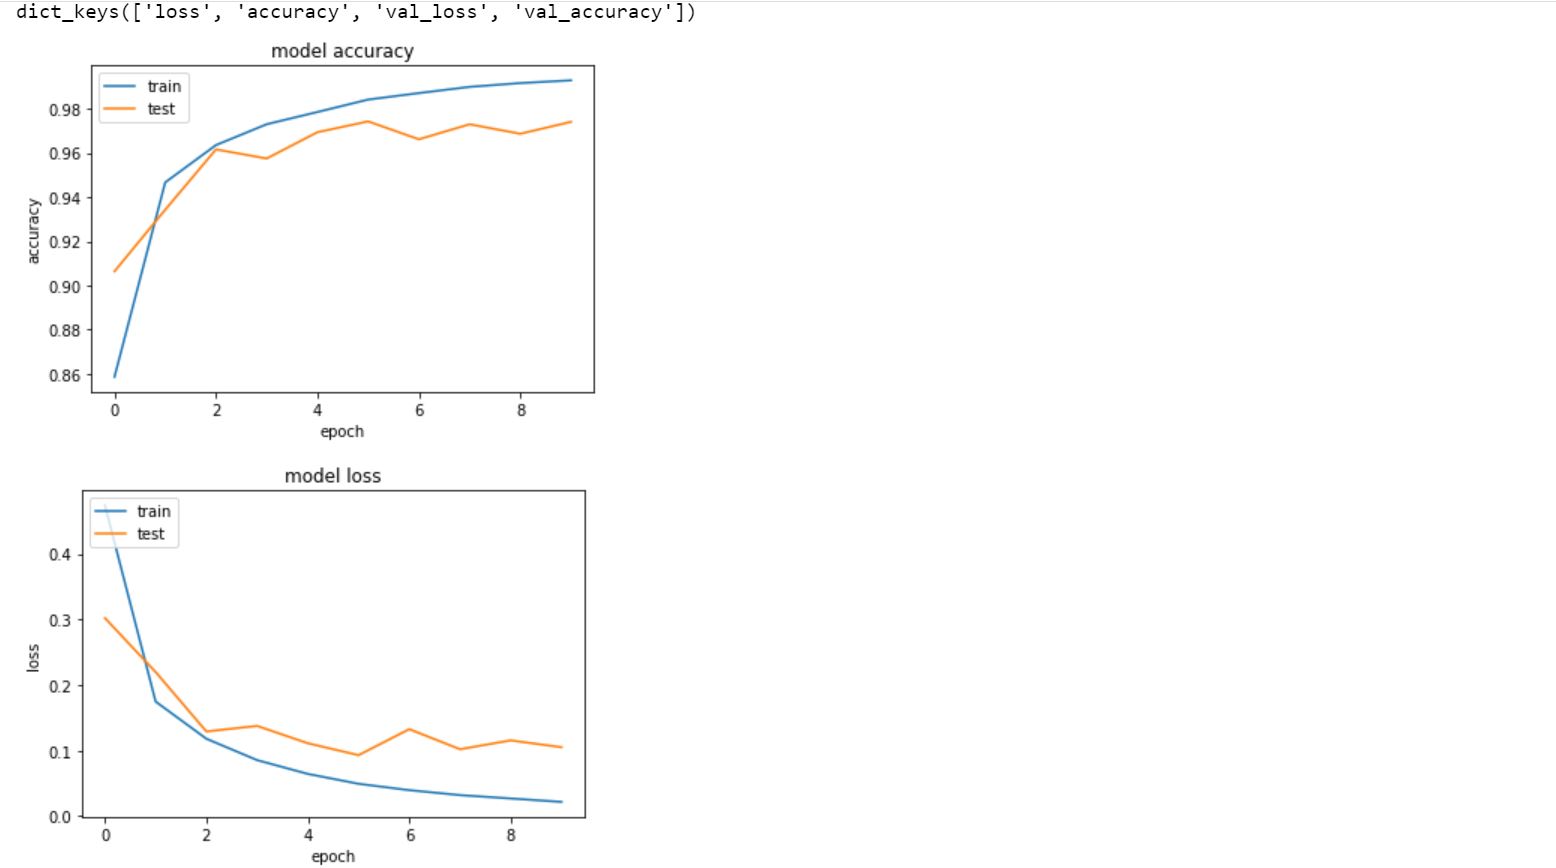 dict_keys(['loss', 'accuracy', 'val_loss', 'val_accuracy'])
model accuracy
train
test
0.98
0.96
0.94
0.92
0.90
0.88
0.86
accuracy
0 2 4 6 8
epoch
model loss
train
test
0.4
0.3
0.2
0.1
0.0
loss
0 2 4 6 8
epoch